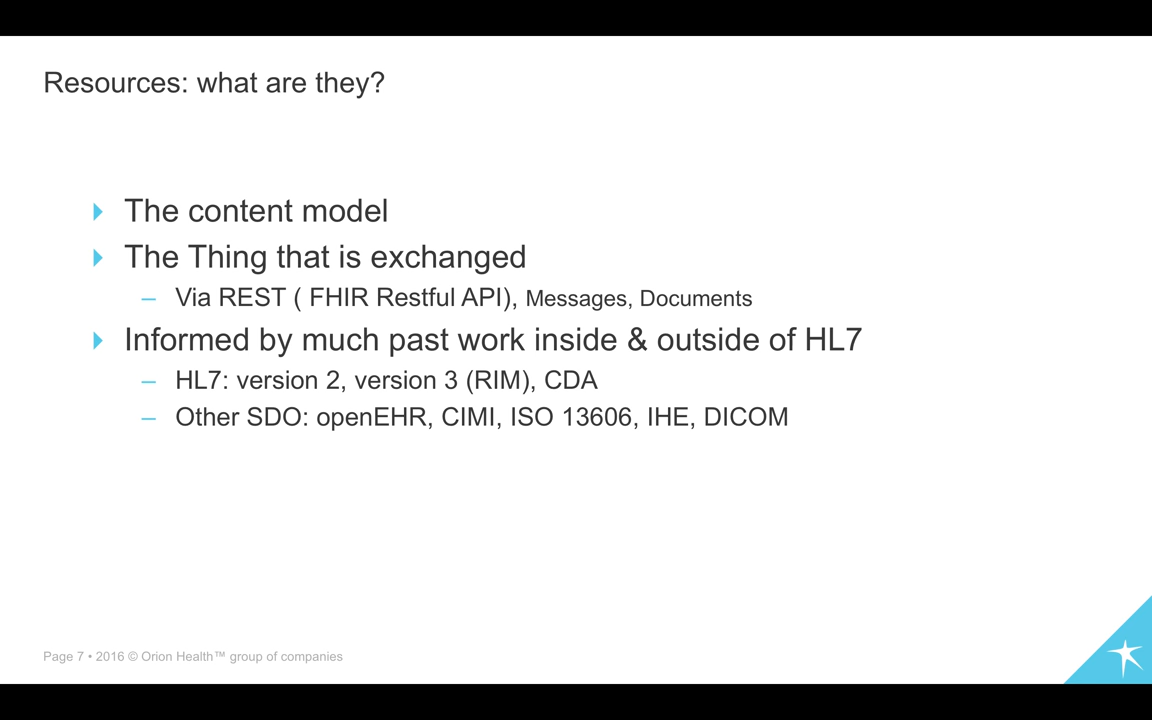 Resources: what are they?
The content model
The Thing that is exchanged
– Via REST ( FHIR Restful API), Messages, Documents
Informed by much past work inside & outside of HL7
– HL7: version 2, version 3 (RIM), CDA
– Other SDO: openEHR, CIMI, ISO 13606, IHE, DICOM
Page 7 • 2016 © Orion Health™ group of companies